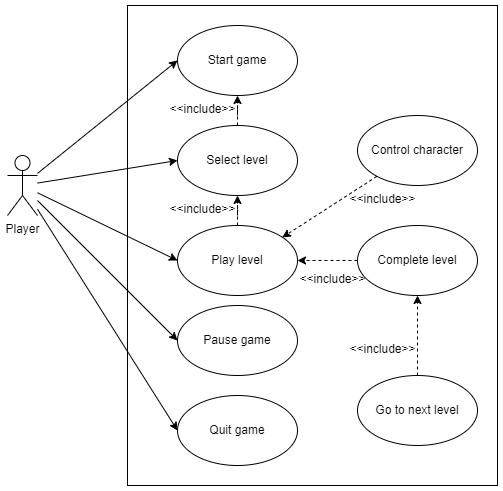 Start game
<<include>>
Select level
Control character
<<include>>
<<include>>
Player
Play level
Complete level
<<include>>
Pause game
<<include>>
Go to next level
Quit game